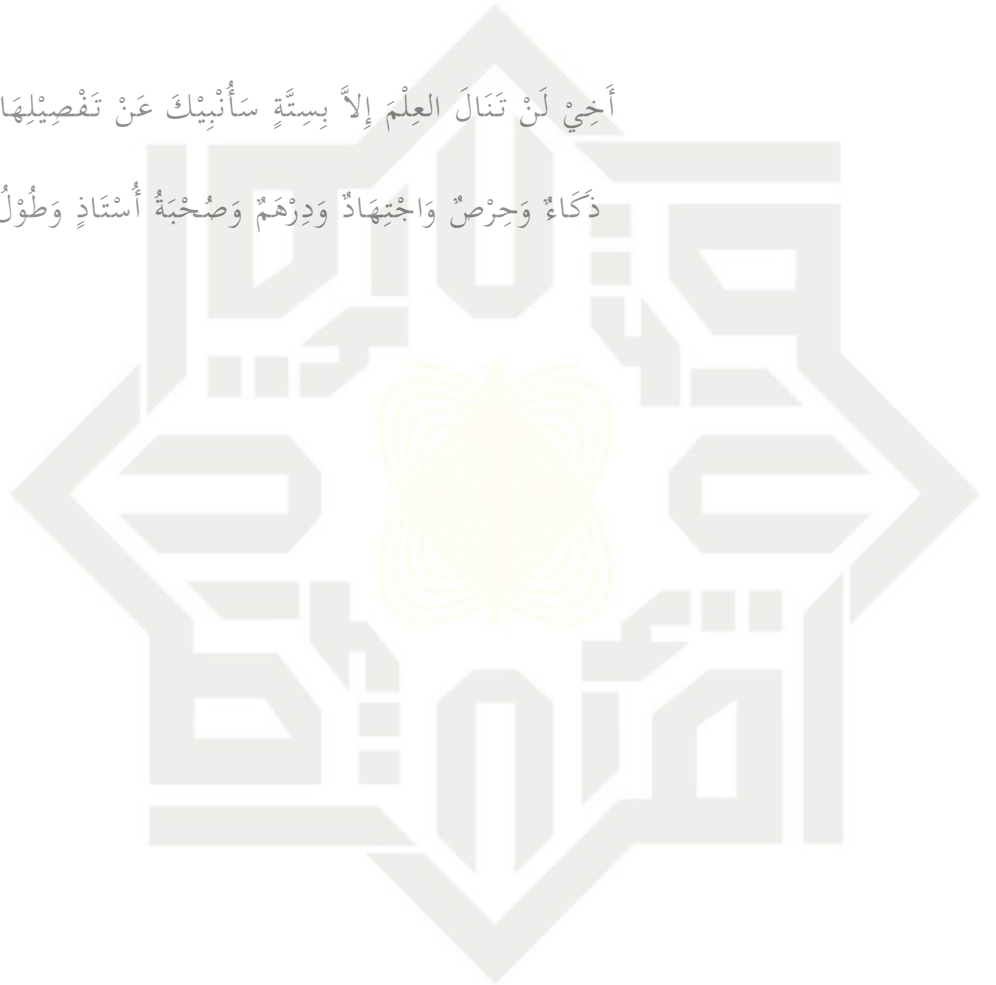 أَخِيْ لَنْ تَنَالَ العِلْمَ إِلاَّ بِسِتَّةٍ سَأُنْبِيْكَ عَنْ تَفْصِيْلِهَا
ذَكَاءٌ وَحِرْصٌ وَاجْتِهَادٌ وَدِرْهَمٌ وَصُحْبَةُ أُسْتَاذٍ وَطُوْلُ